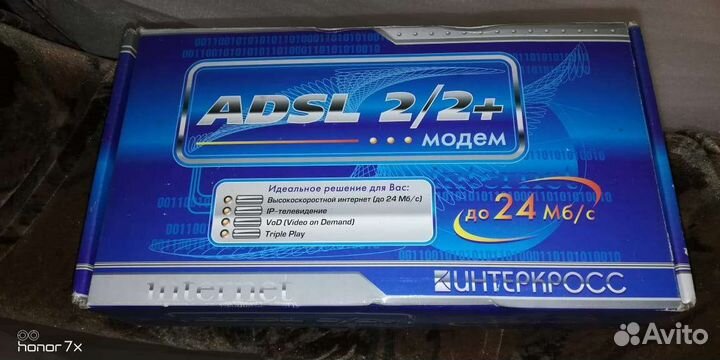 ADSL 2/2+
модем
Идеальное решение для Вас:
Высокоскоростной интернет (до 24 Мб/с)
IP-телевидение
VoD (Video on Demand)
Triple Play
до 24 Мб/с
internet
ИНТЕРКРОСС
honor 7x
Avito